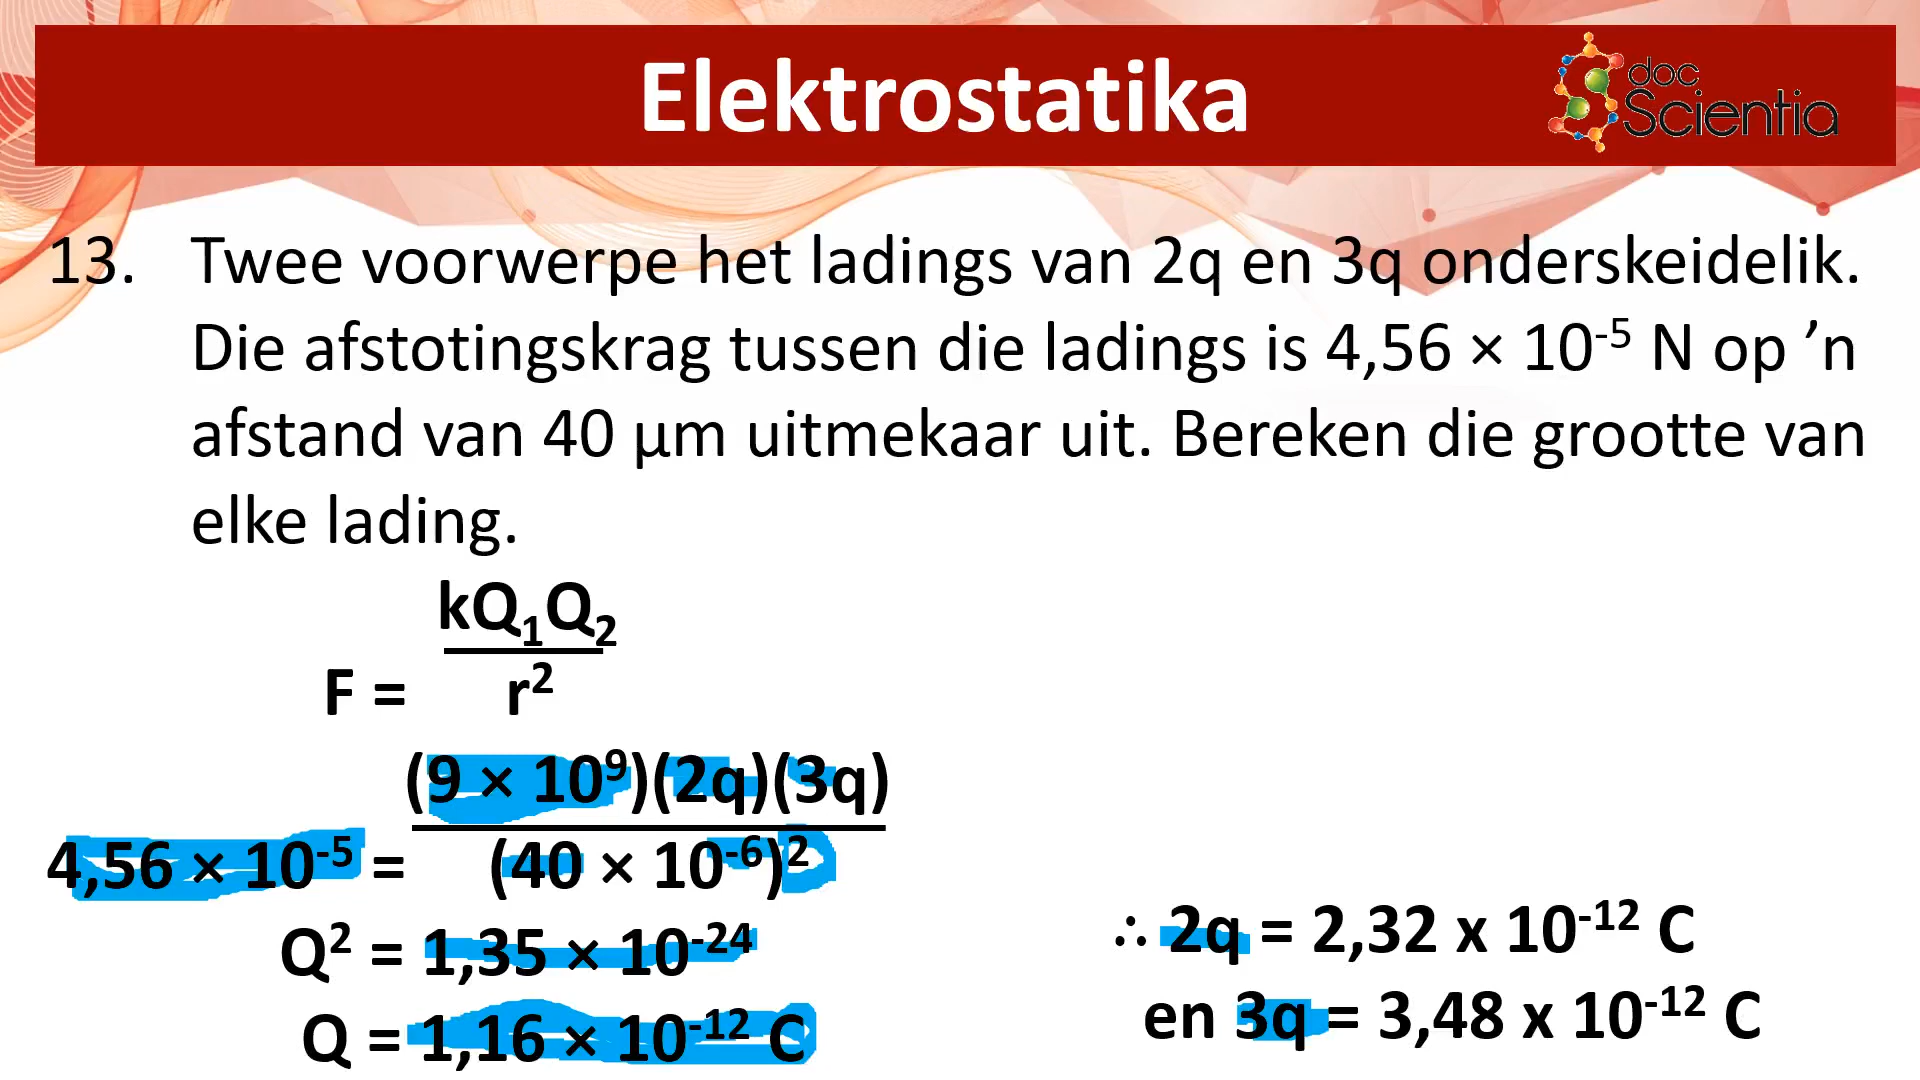 Elektrostatika
doc
Scientia
13. Twee voorwerpe het ladings van 2q en 3q onderskeidelik.
Die afstotingskrag tussen die ladings is 4,56 × 10⁻⁵ N op ’n
afstand van 40 µm uitmekaar uit. Bereken die grootte van
elke lading.
kQ₁Q₂
F = r²
(9 × 10⁹)(2q)(3q)
4,56 × 10⁻⁵ = (40 × 10⁻⁶)²
Q² = 1,35 × 10⁻²⁴
Q = 1,16 × 10⁻¹² C
∴ 2q = 2,32 x 10⁻¹² C
en 3q = 3,48 x 10⁻¹² C